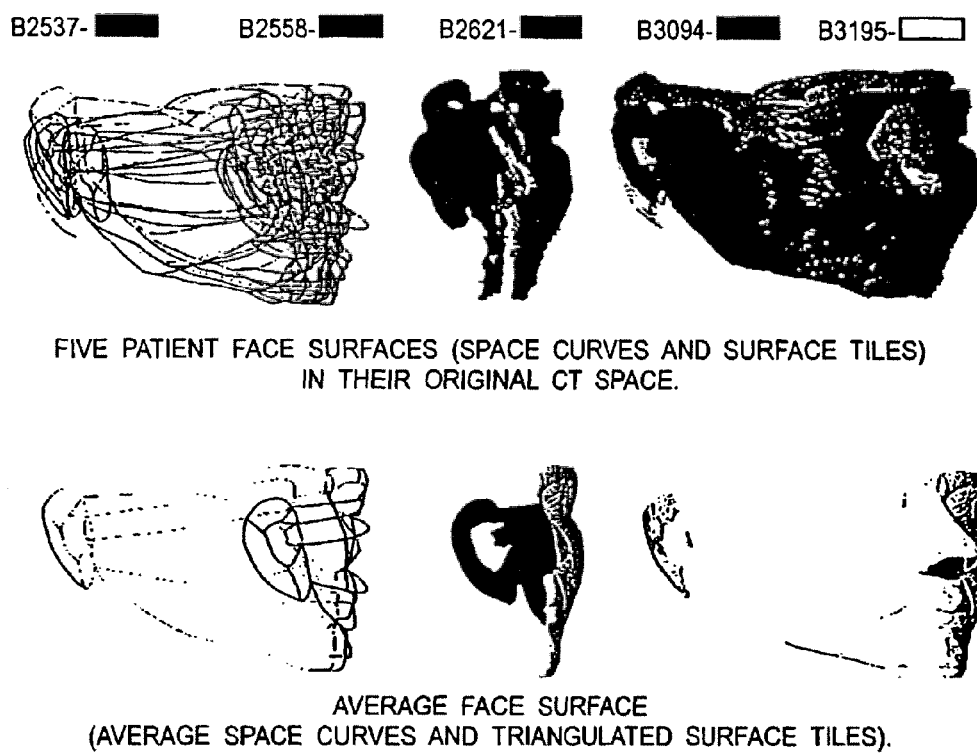 B2537- B2558- B2621- B3094- B3195-
FIVE PATIENT FACE SURFACES (SPACE CURVES AND SURFACE TILES)
IN THEIR ORIGINAL CT SPACE.
AVERAGE FACE SURFACE
(AVERAGE SPACE CURVES AND TRIANGULATED SURFACE TILES).